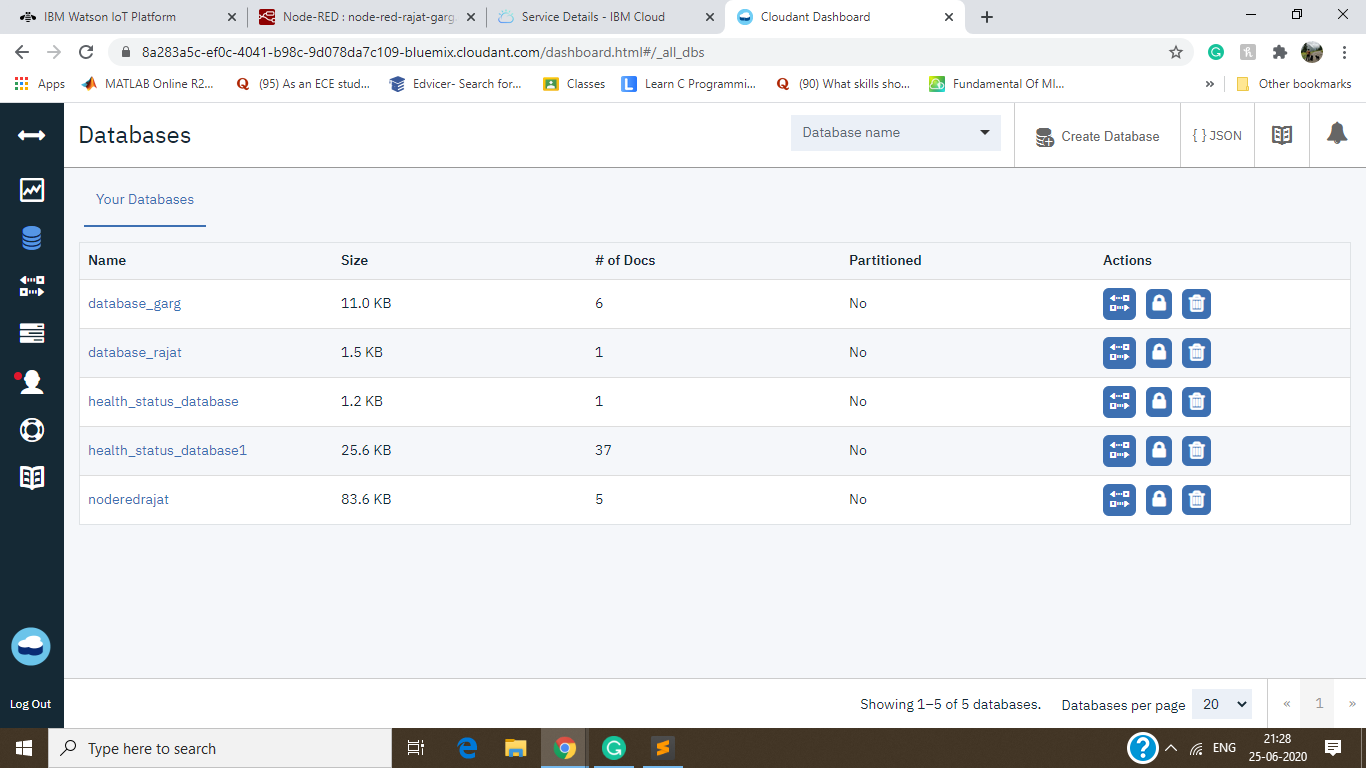 IBM Watson IoT Platform
Node-RED : node-red-rajat-garg
Service Details - IBM Cloud
Cloudant Dashboard
8a283a5c-ef0c-4041-b98c-9d078da7c109-bluemix.cloudant.com/dashboard.html#/_all_dbs
Apps
MATLAB Online R2...
(95) As an ECE stud...
Edvicer- Search for...
Classes
Learn C Programmi...
(90) What skills sho...
Fundamental Of MI...
»
Other bookmarks
Databases
Database name
Create Database
{ } JSON
Your Databases
Name Size # of Docs Partitioned Actions
database_garg 11.0 KB 6 No
database_rajat 1.5 KB 1 No
health_status_database 1.2 KB 1 No
health_status_database1 25.6 KB 37 No
noderedrajat 83.6 KB 5 No
Log Out
Showing 1–5 of 5 databases.
Databases per page 20
« 1 »
Type here to search
ENG
21:28
25-06-2020